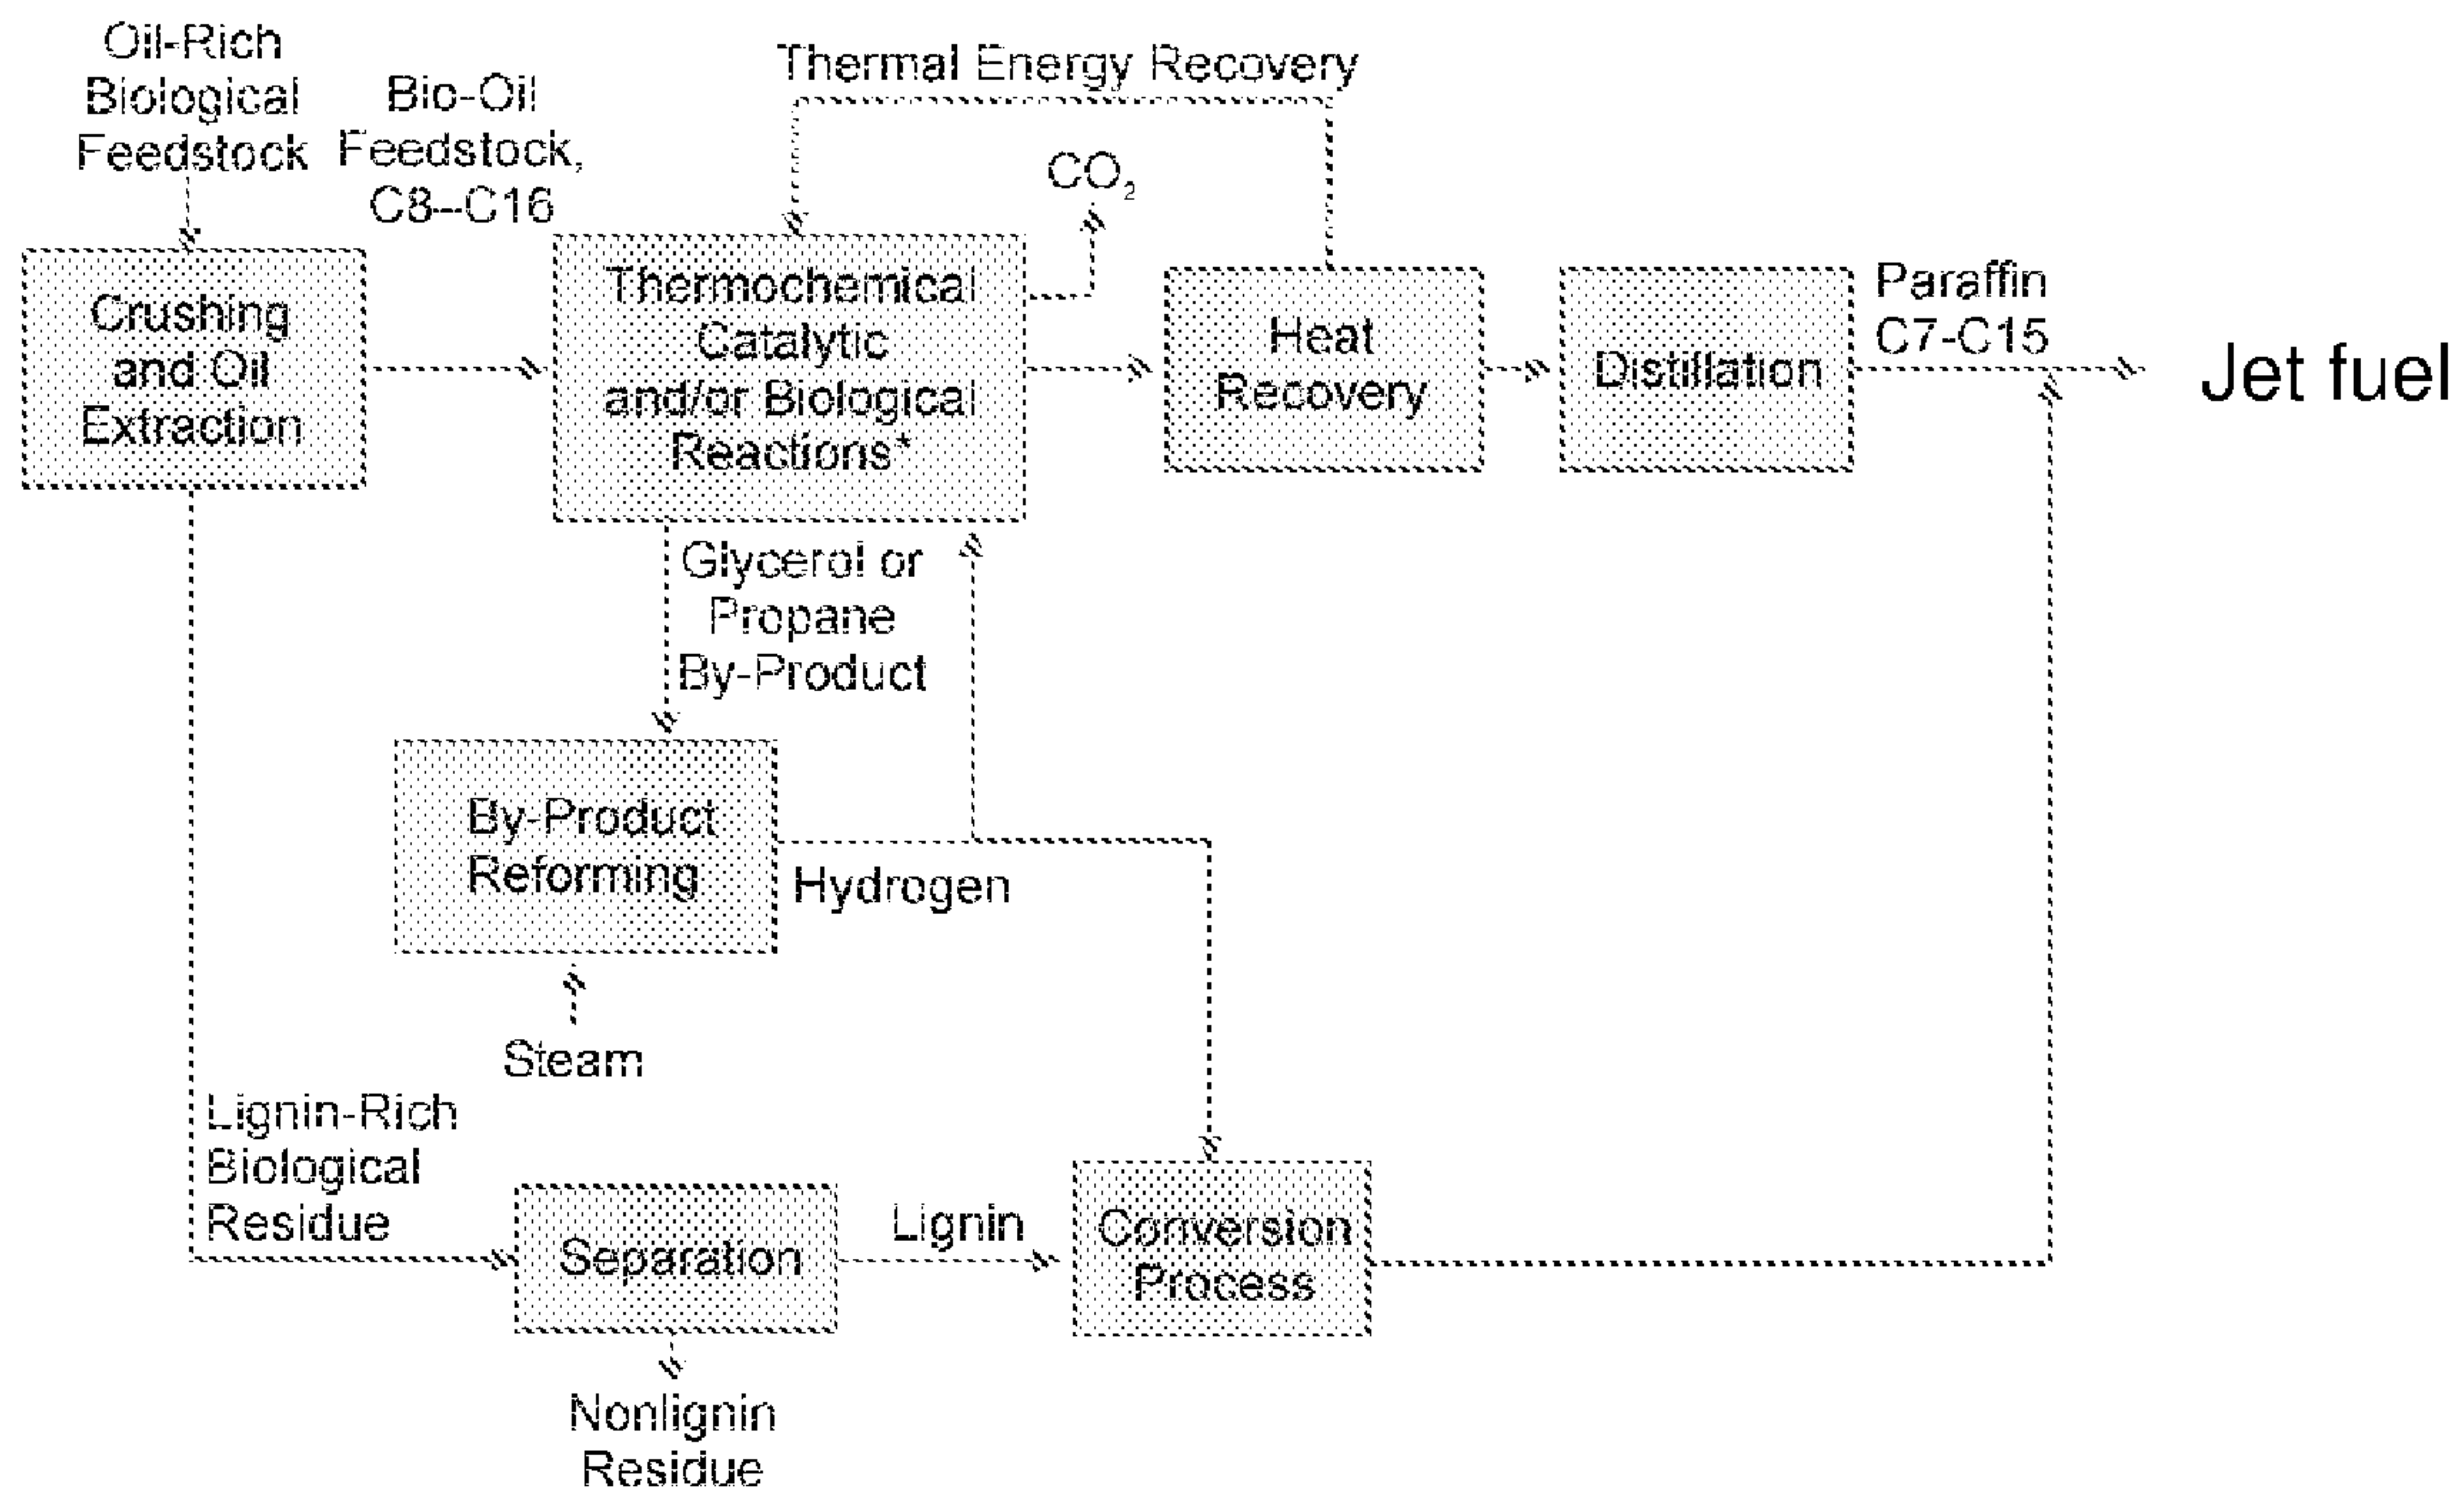 Oil-Rich
Biological
Feedstock
Bio-Oil
Feedstock,
C8--C16
Thermal Energy Recovery
CO₂
Crushing
and Oil
Extraction
Thermochemical
Catalytic
and/or Biological
Reactions*
Heat
Recovery
Distillation
Paraffin
C7-C15
Jet fuel
Glycerol or
Propane
By-Product
By-Product
Reforming
Hydrogen
Steam
Lignin-Rich
Biological
Residue
Separation
Lignin
Conversion
Process
Nonlignin
Residue